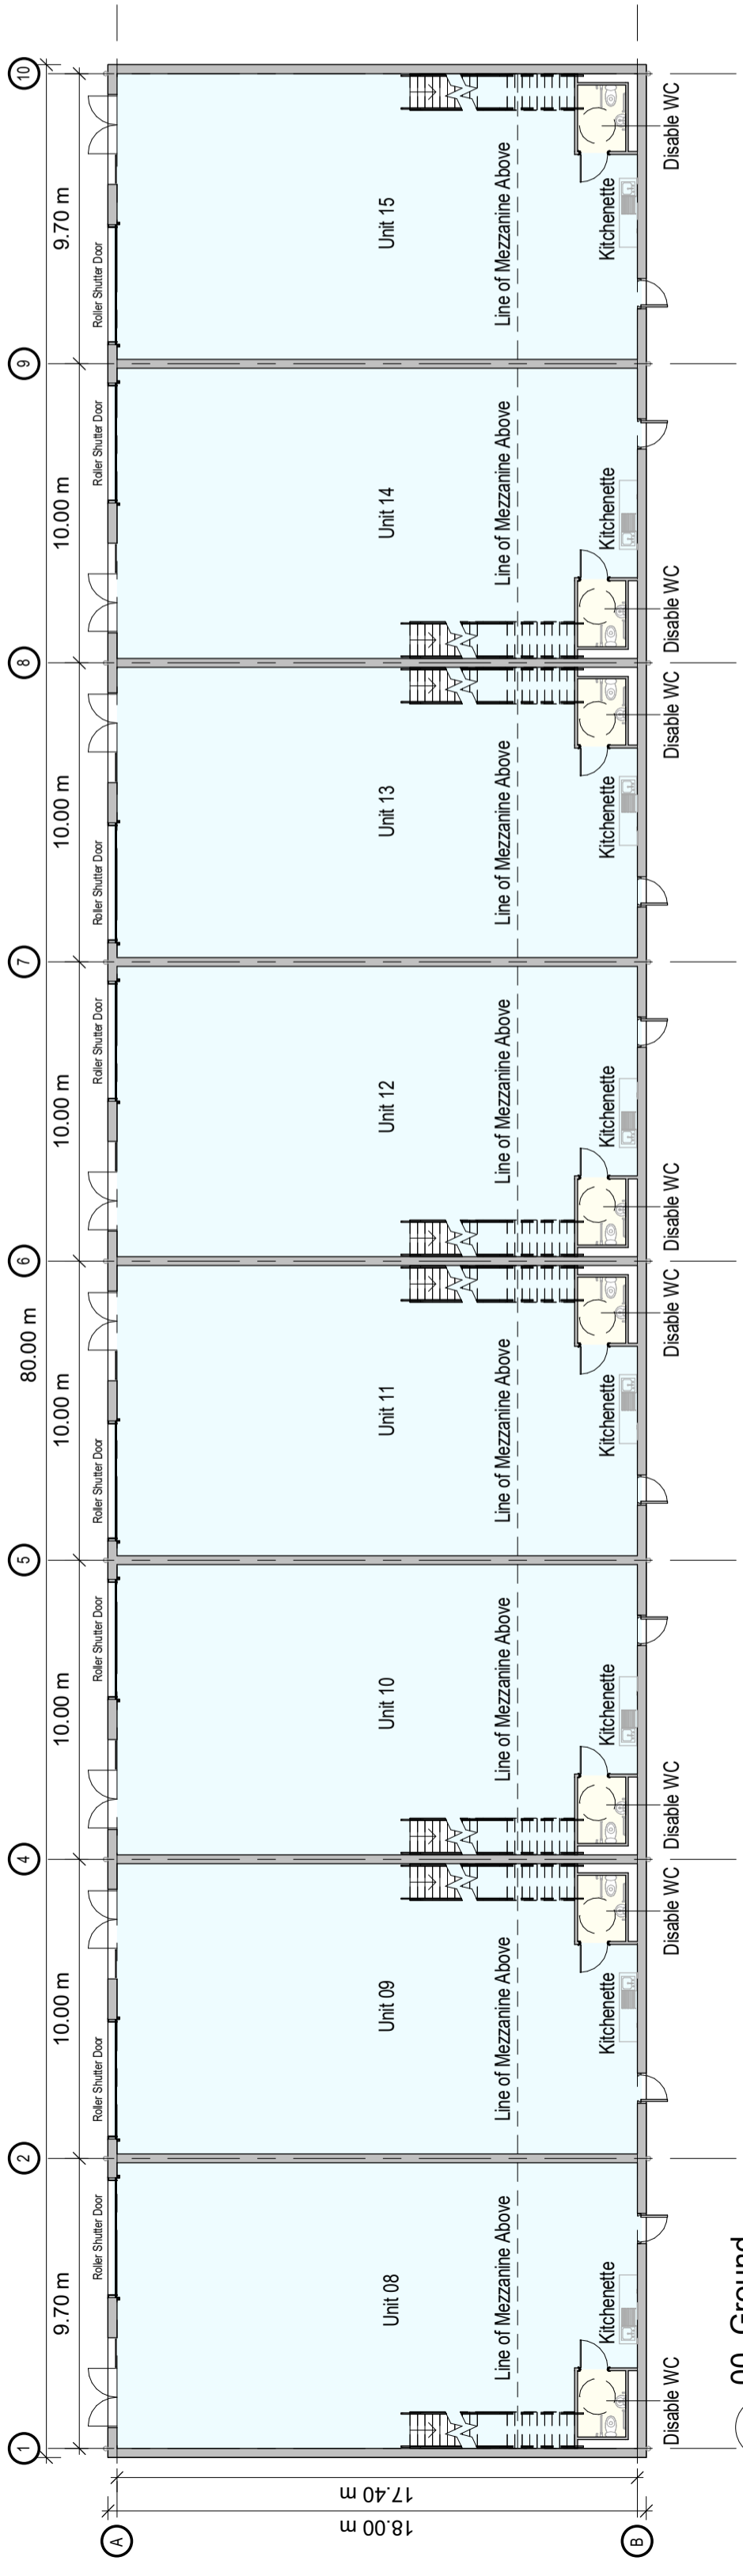 1
2
4
5
6
7
8
9
10
80.00 m
9.70 m
10.00 m
10.00 m
10.00 m
10.00 m
10.00 m
10.00 m
9.70 m
Roller Shutter Door
Roller Shutter Door
Roller Shutter Door
Roller Shutter Door
Roller Shutter Door
Roller Shutter Door
Roller Shutter Door
Roller Shutter Door
A
18.00 m
17.40 m
Unit 08
Unit 09
Unit 10
Unit 11
Unit 12
Unit 13
Unit 14
Unit 15
Line of Mezzanine Above
Line of Mezzanine Above
Line of Mezzanine Above
Line of Mezzanine Above
Line of Mezzanine Above
Line of Mezzanine Above
Line of Mezzanine Above
Line of Mezzanine Above
Kitchenette
Kitchenette
Kitchenette
Kitchenette
Kitchenette
Kitchenette
Kitchenette
Kitchenette
B
Disable WC
Disable WC
Disable WC
Disable WC
Disable WC
Disable WC
Disable WC
Disable WC
00 Ground